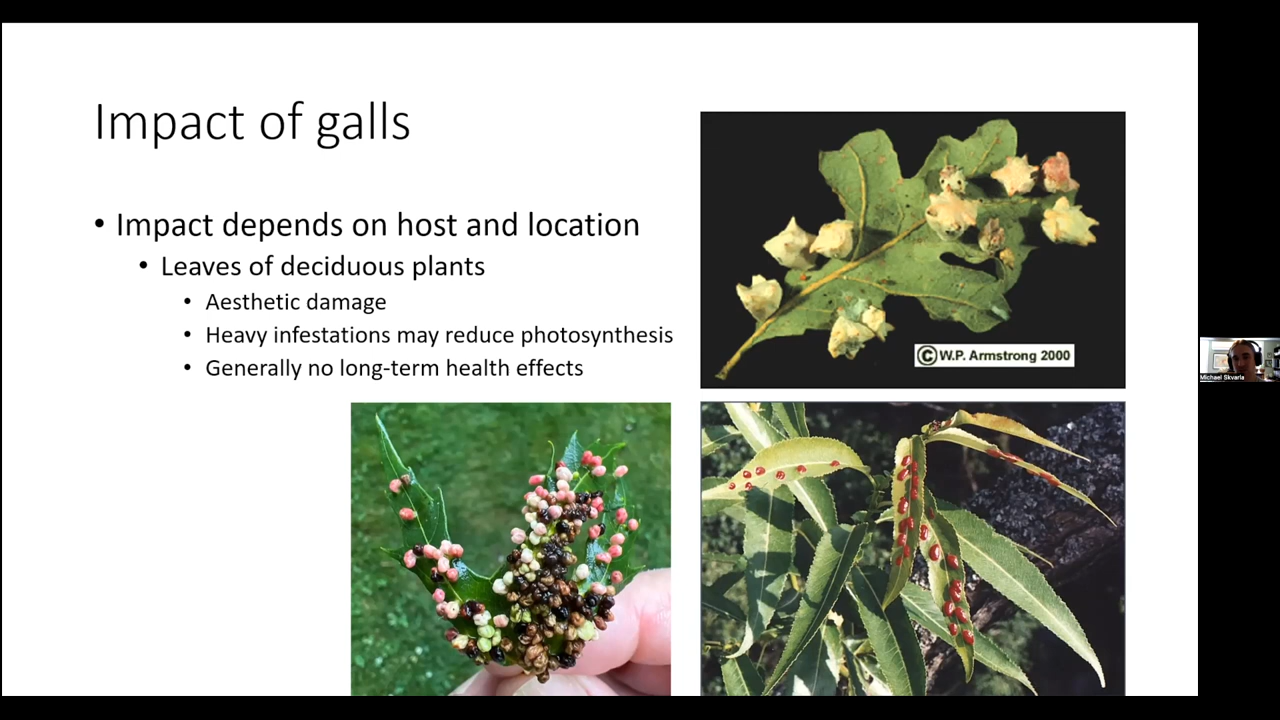 Impact of galls
• Impact depends on host and location
• Leaves of deciduous plants
• Aesthetic damage
• Heavy infestations may reduce photosynthesis
• Generally no long-term health effects
© W.P. Armstrong 2000
Michael Skvarla